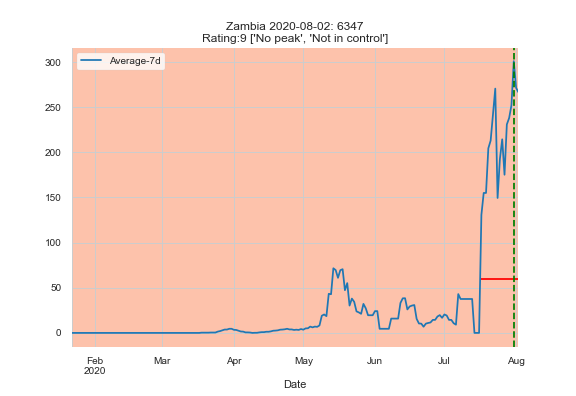 Zambia 2020-08-02: 6347
Rating:9 ['No peak', 'Not in control']
Average-7d
300
250
200
150
100
50
0
Feb
2020
Mar
Apr
May
Jun
Jul
Aug
Date